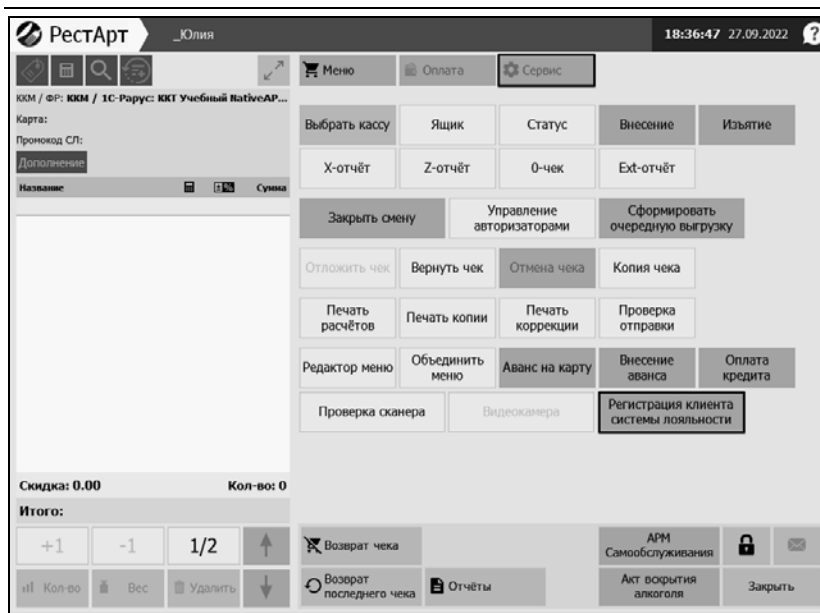 РестАрт
_Юлия
18:36:47 27.09.2022
?
Меню
Оплата
Сервис
ККМ / ФР: ККМ / 1С-Рарус: ККТ Учебный NativeAP...
Карта:
Промокод СЛ:
Дополнение
Название
Сумма
Выбрать кассу
Ящик
Статус
Внесение
Изъятие
X-отчёт
Z-отчёт
0-чек
Ext-отчёт
Закрыть смену
Управление
авторизаторами
Сформировать
очередную выгрузку
Отложить чек
Вернуть чек
Отмена чека
Копия чека
Печать
расчётов
Печать копии
Печать
коррекции
Проверка
отправки
Редактор меню
Объединить
меню
Аванс на карту
Внесение
аванса
Оплата
кредита
Проверка сканера
Видеокамера
Регистрация клиента
системы лояльности
Скидка: 0.00
Кол-во: 0
Итого:
+1
-1
1/2
Кол-во
Вес
Удалить
Возврат чека
АРМ
Самообслуживания
Возврат
последнего чека
Отчёты
Акт вскрытия
алкоголя
Закрыть